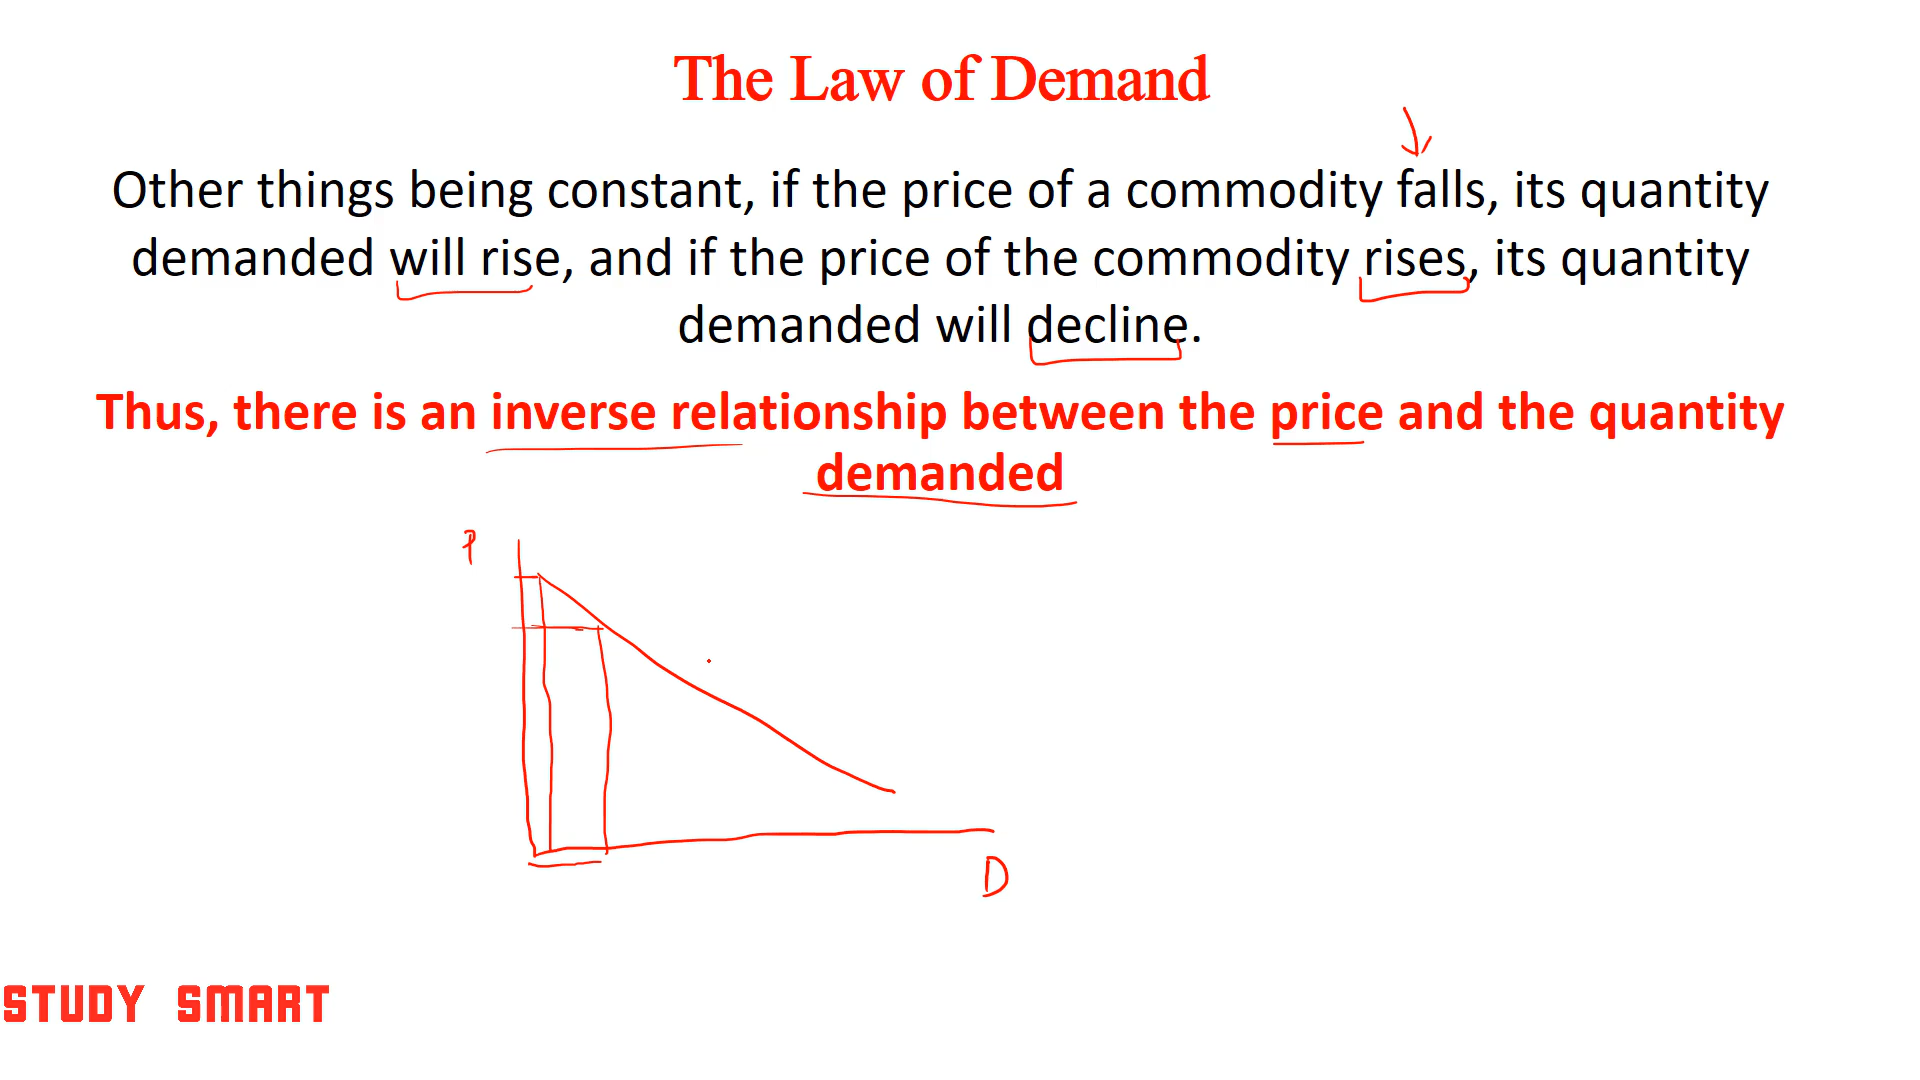 The Law of Demand
Other things being constant, if the price of a commodity falls, its quantity
demanded will rise, and if the price of the commodity rises, its quantity
demanded will decline.
Thus, there is an inverse relationship between the price and the quantity
demanded
P
D
STUDY SMART